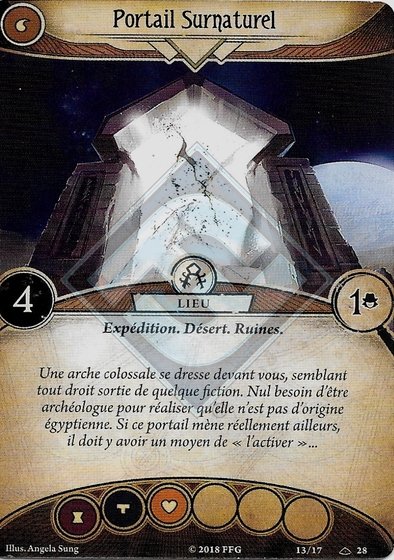 Portail Surnaturel
4
LIEU
1
Expédition. Désert. Ruines.
Une arche colossale se dresse devant vous, semblant
tout droit sortie de quelque fiction. Nul besoin d'être
archéologue pour réaliser qu'elle n'est pas d'origine
égyptienne. Si ce portail mène réellement ailleurs,
il doit y avoir un moyen de « l'activer »...
Illus. Angela Sung
© 2018 FFG
13/17
28